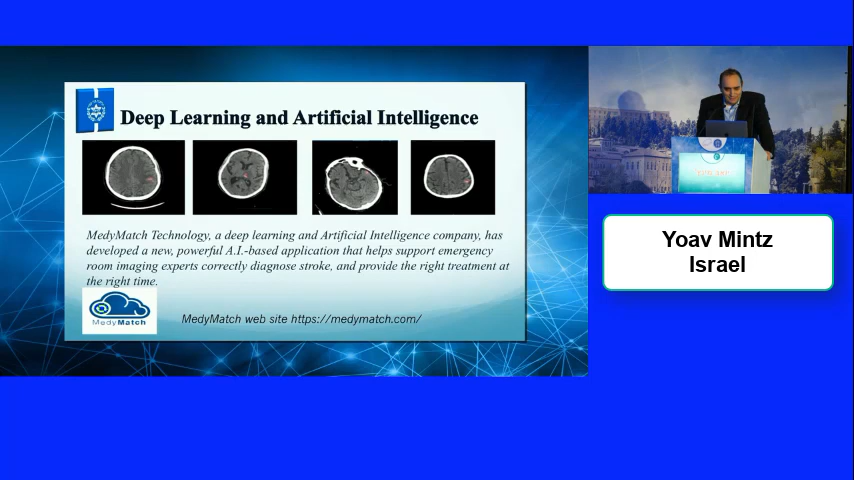 Deep Learning and Artificial Intelligence
MedyMatch Technology, a deep learning and Artificial Intelligence company, has
developed a new, powerful A.I.-based application that helps support emergency
room imaging experts correctly diagnose stroke, and provide the right treatment at
the right time.
MedyMatch
MedyMatch web site https://medymatch.com/
Yoav Mintz
Israel